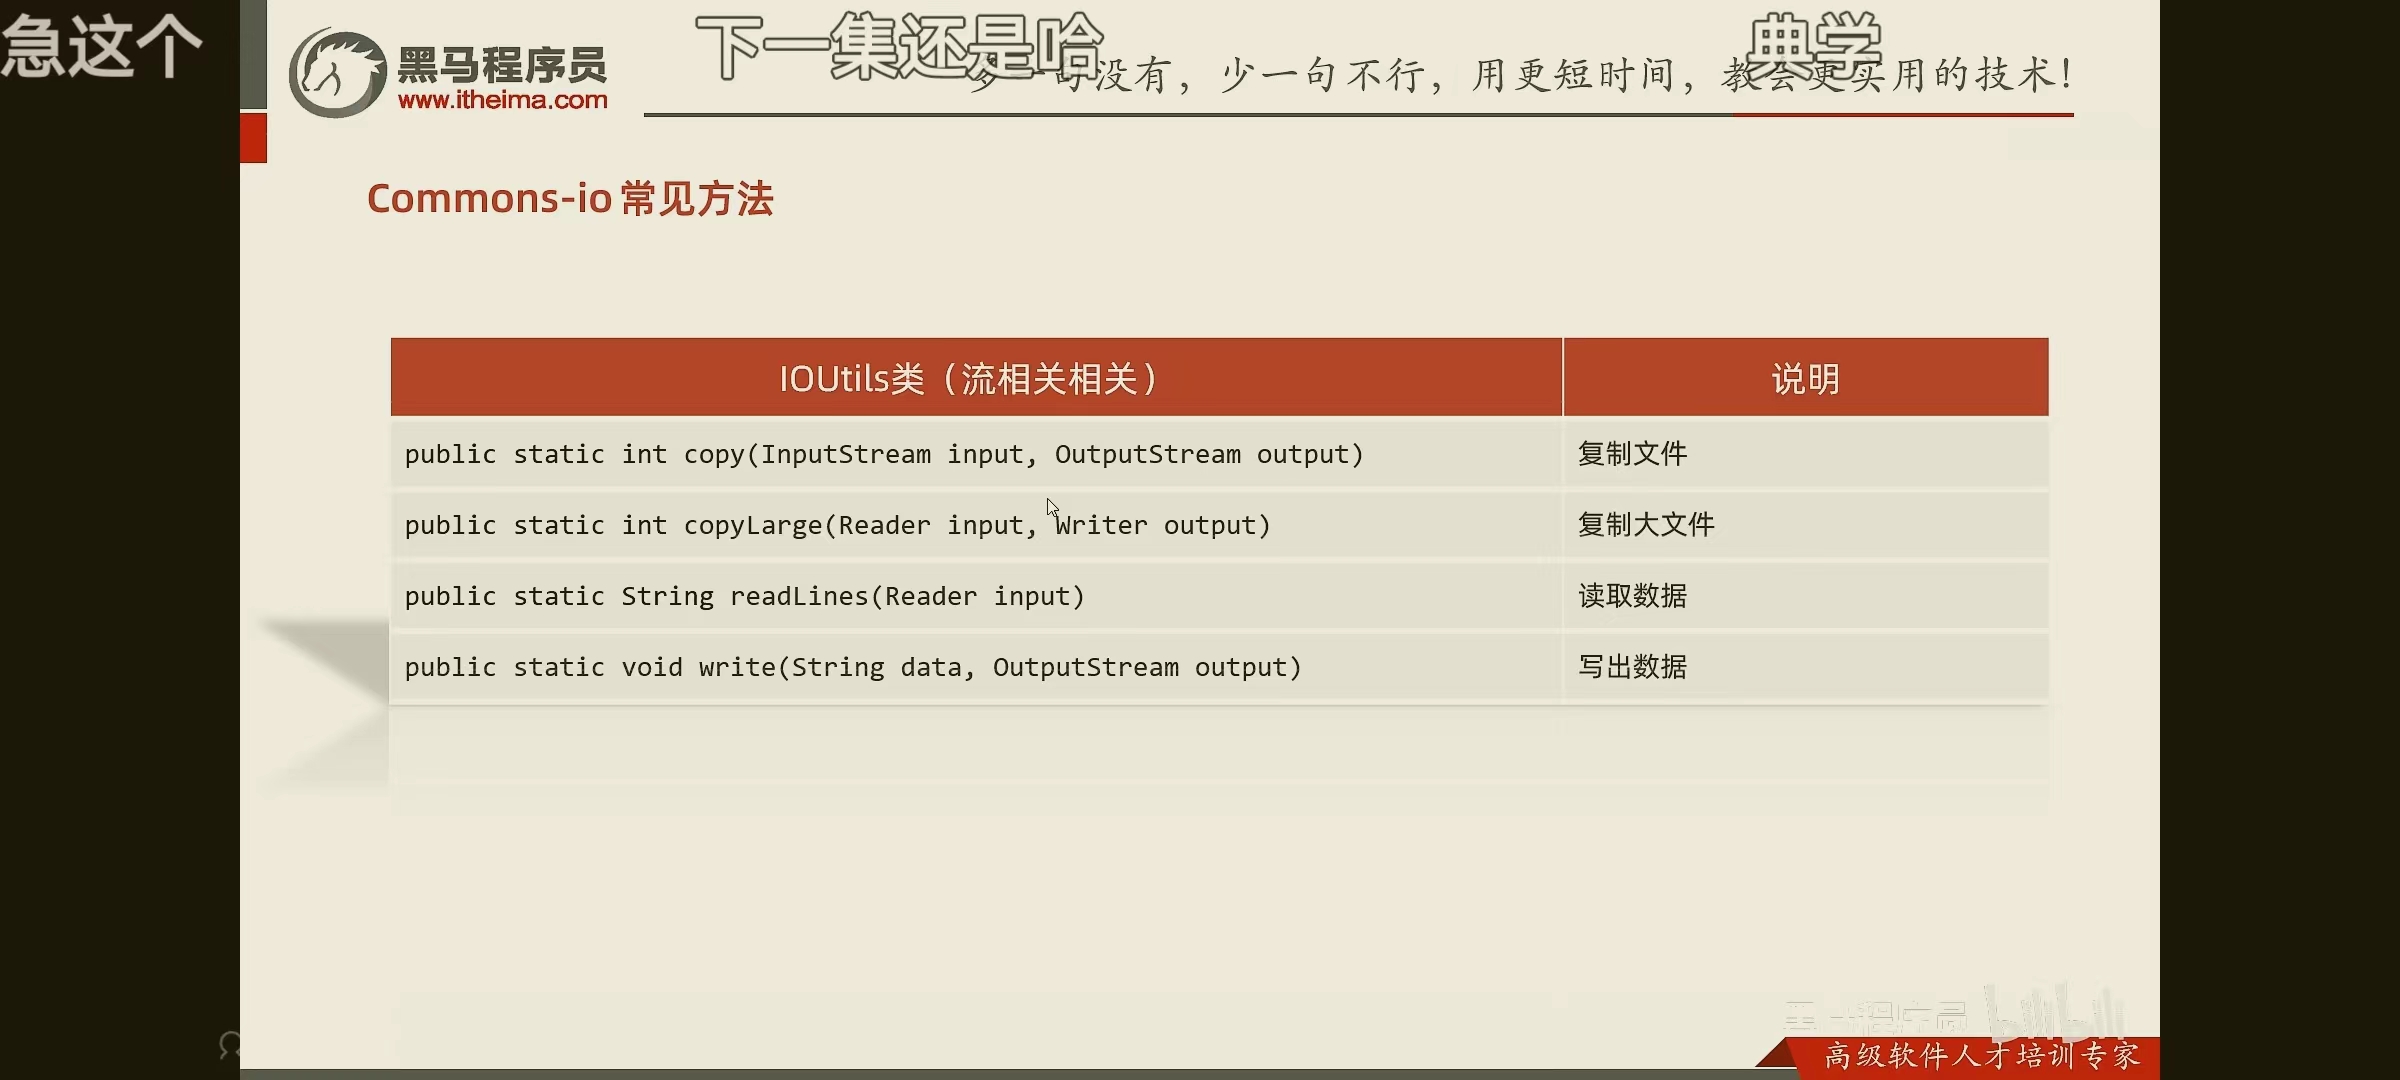 急这个
下一集还是哈
典学
黑马程序员
www.itheima.com
多一句没有，少一句不行，用更短时间，教会更实用的技术！
Commons-io 常见方法
IOUtils类（流相关相关） 说明
public static int copy(InputStream input, OutputStream output) 复制文件
public static int copyLarge(Reader input, Writer output) 复制大文件
public static String readLines(Reader input) 读取数据
public static void write(String data, OutputStream output) 写出数据
黑马程序员 bilibili
高级软件人才培训专家